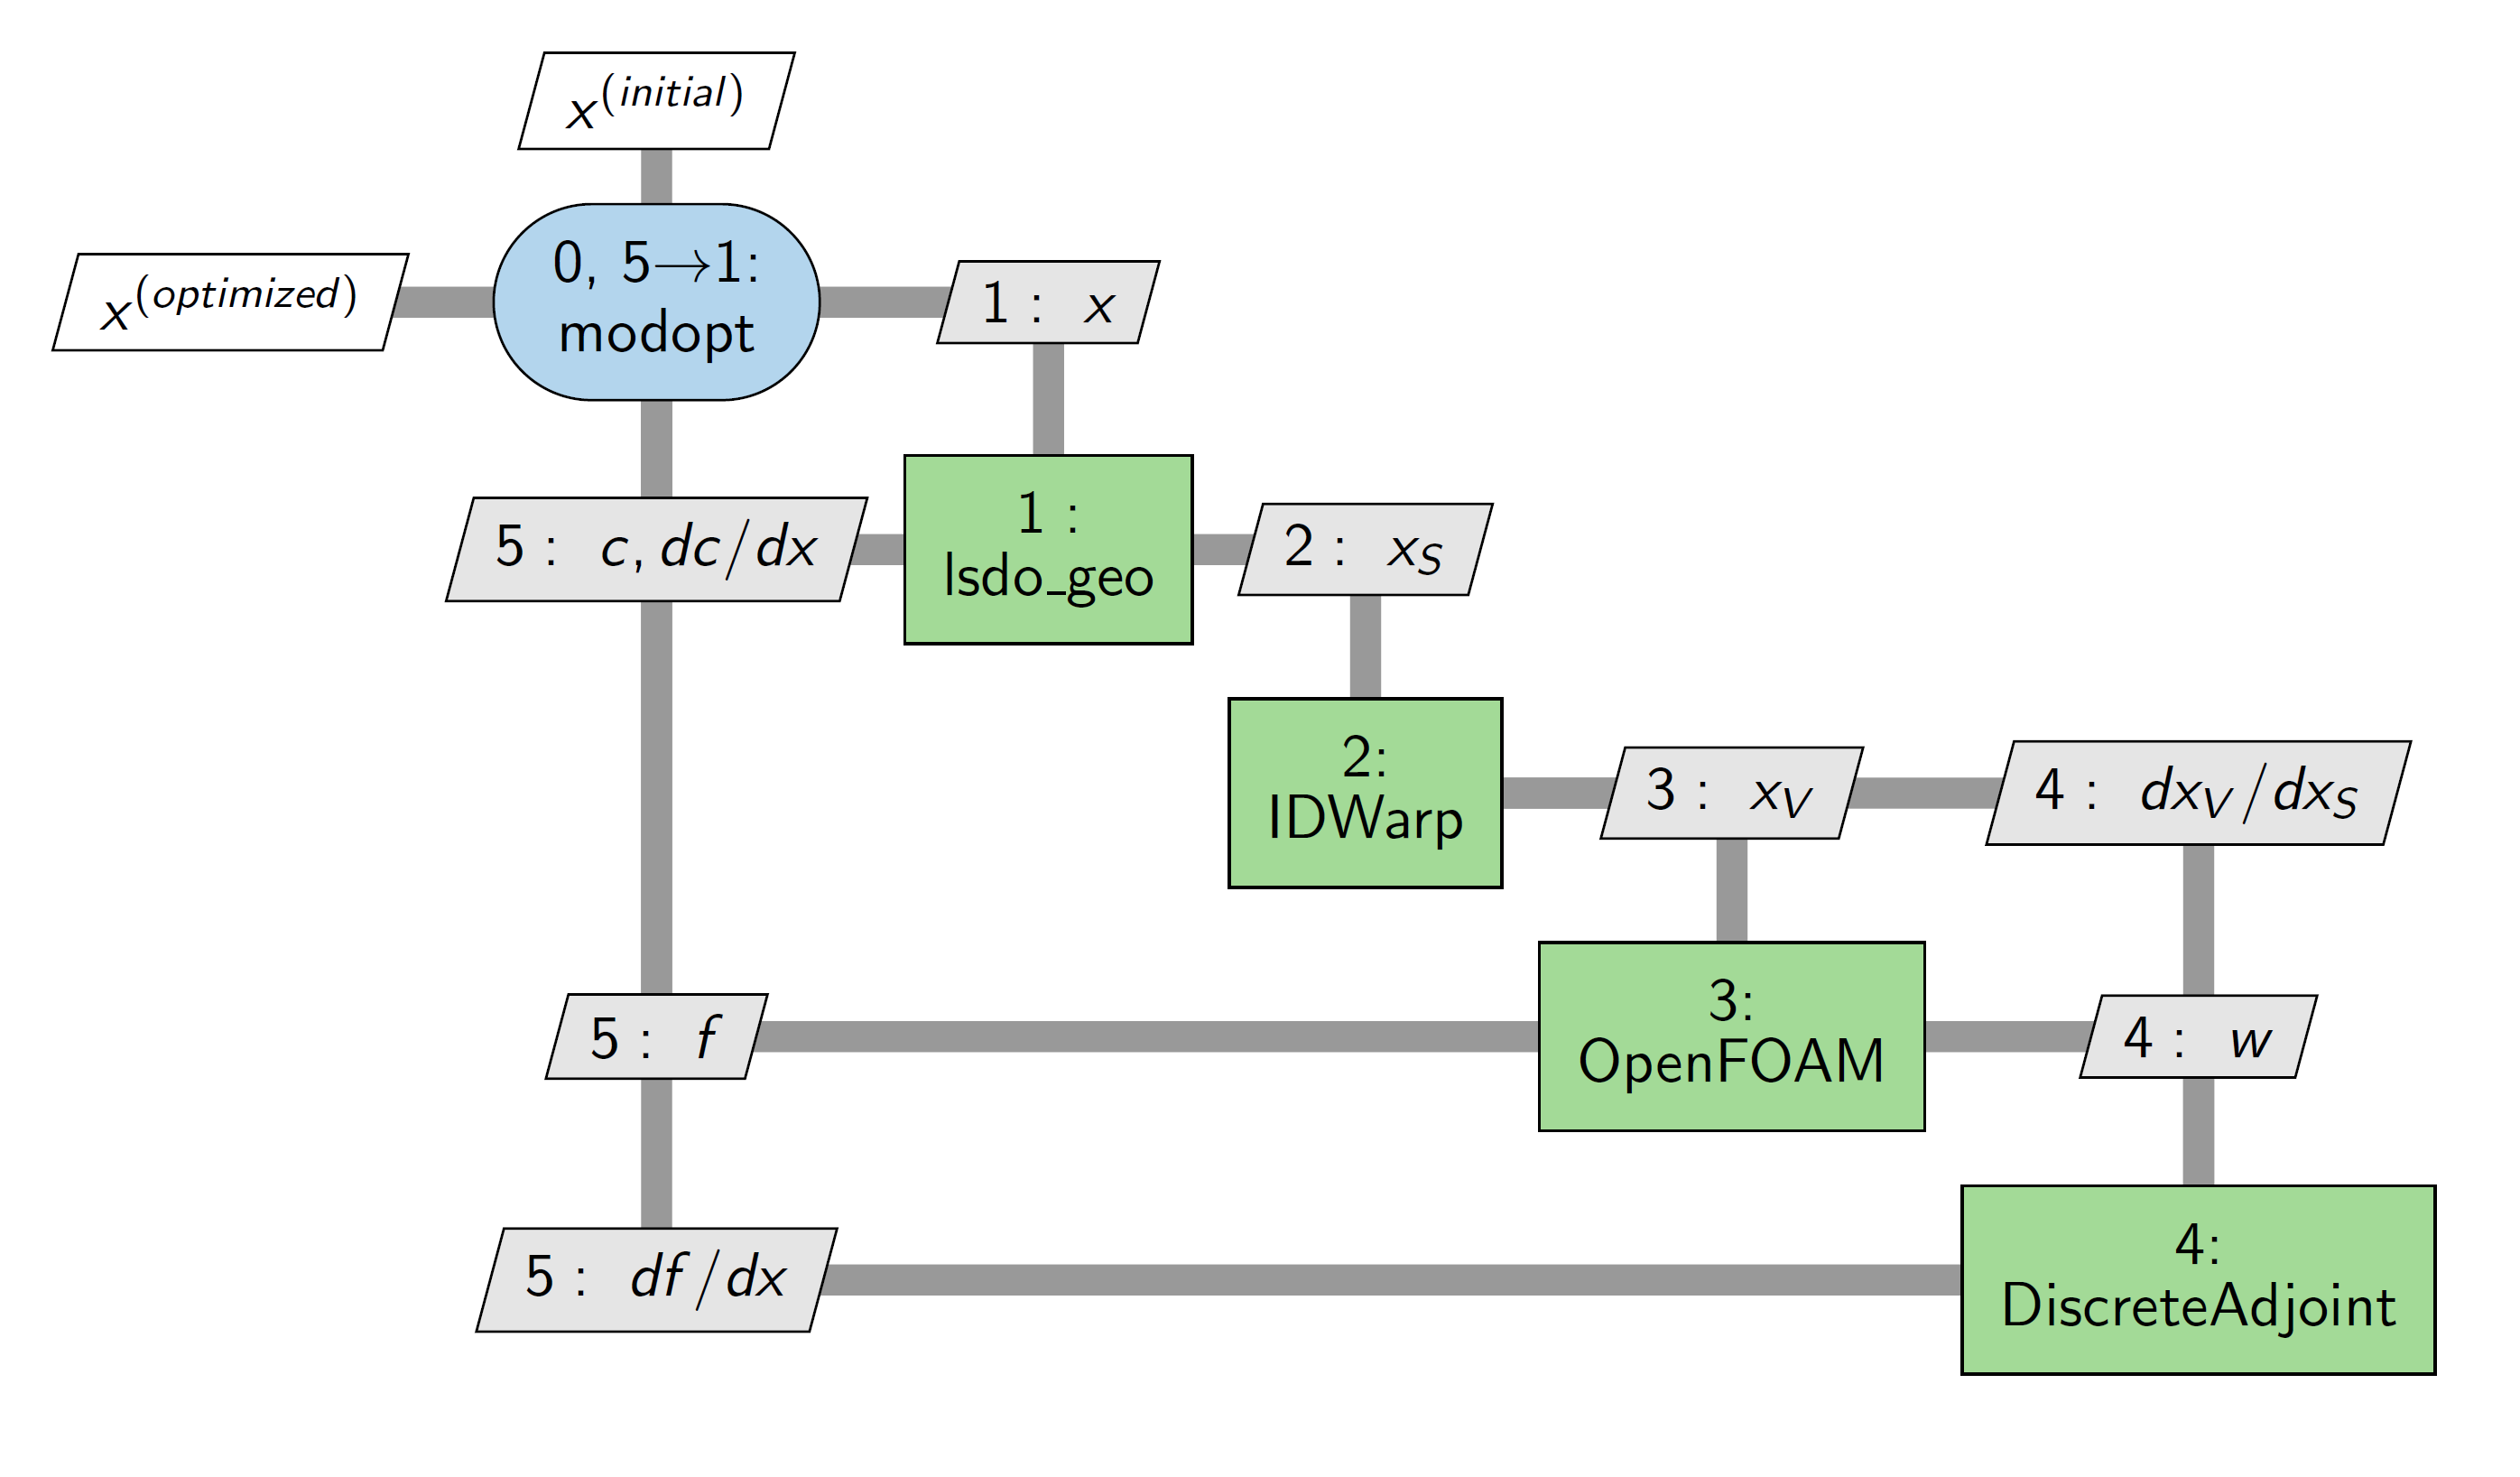 x^(initial)
x^(optimized)
0, 5→1:
modopt
1 : x
5 : c, dc/dx
1 :
lsdo_geo
2 : x_S
2:
IDWarp
3 : x_V
4 : dx_V/dx_S
5 : f
3:
OpenFOAM
4 : w
5 : df/dx
4:
DiscreteAdjoint